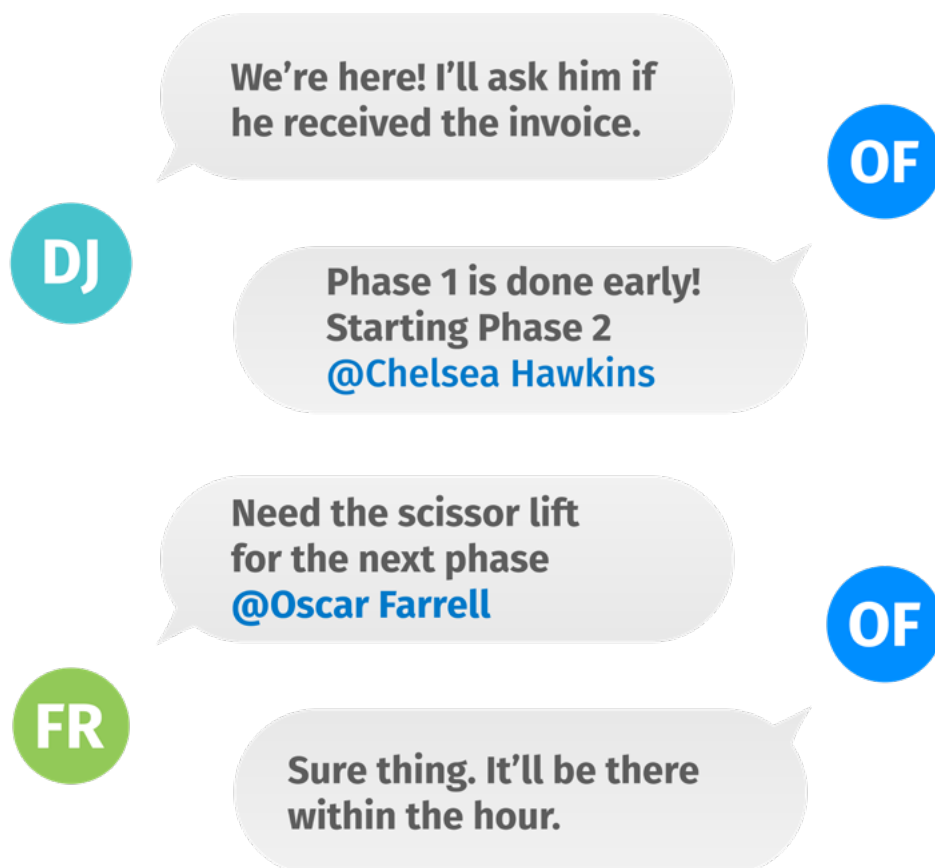 We’re here! I’ll ask him if
he received the invoice.
OF
DJ
Phase 1 is done early!
Starting Phase 2
@Chelsea Hawkins
Need the scissor lift
for the next phase
@Oscar Farrell
OF
FR
Sure thing. It’ll be there
within the hour.